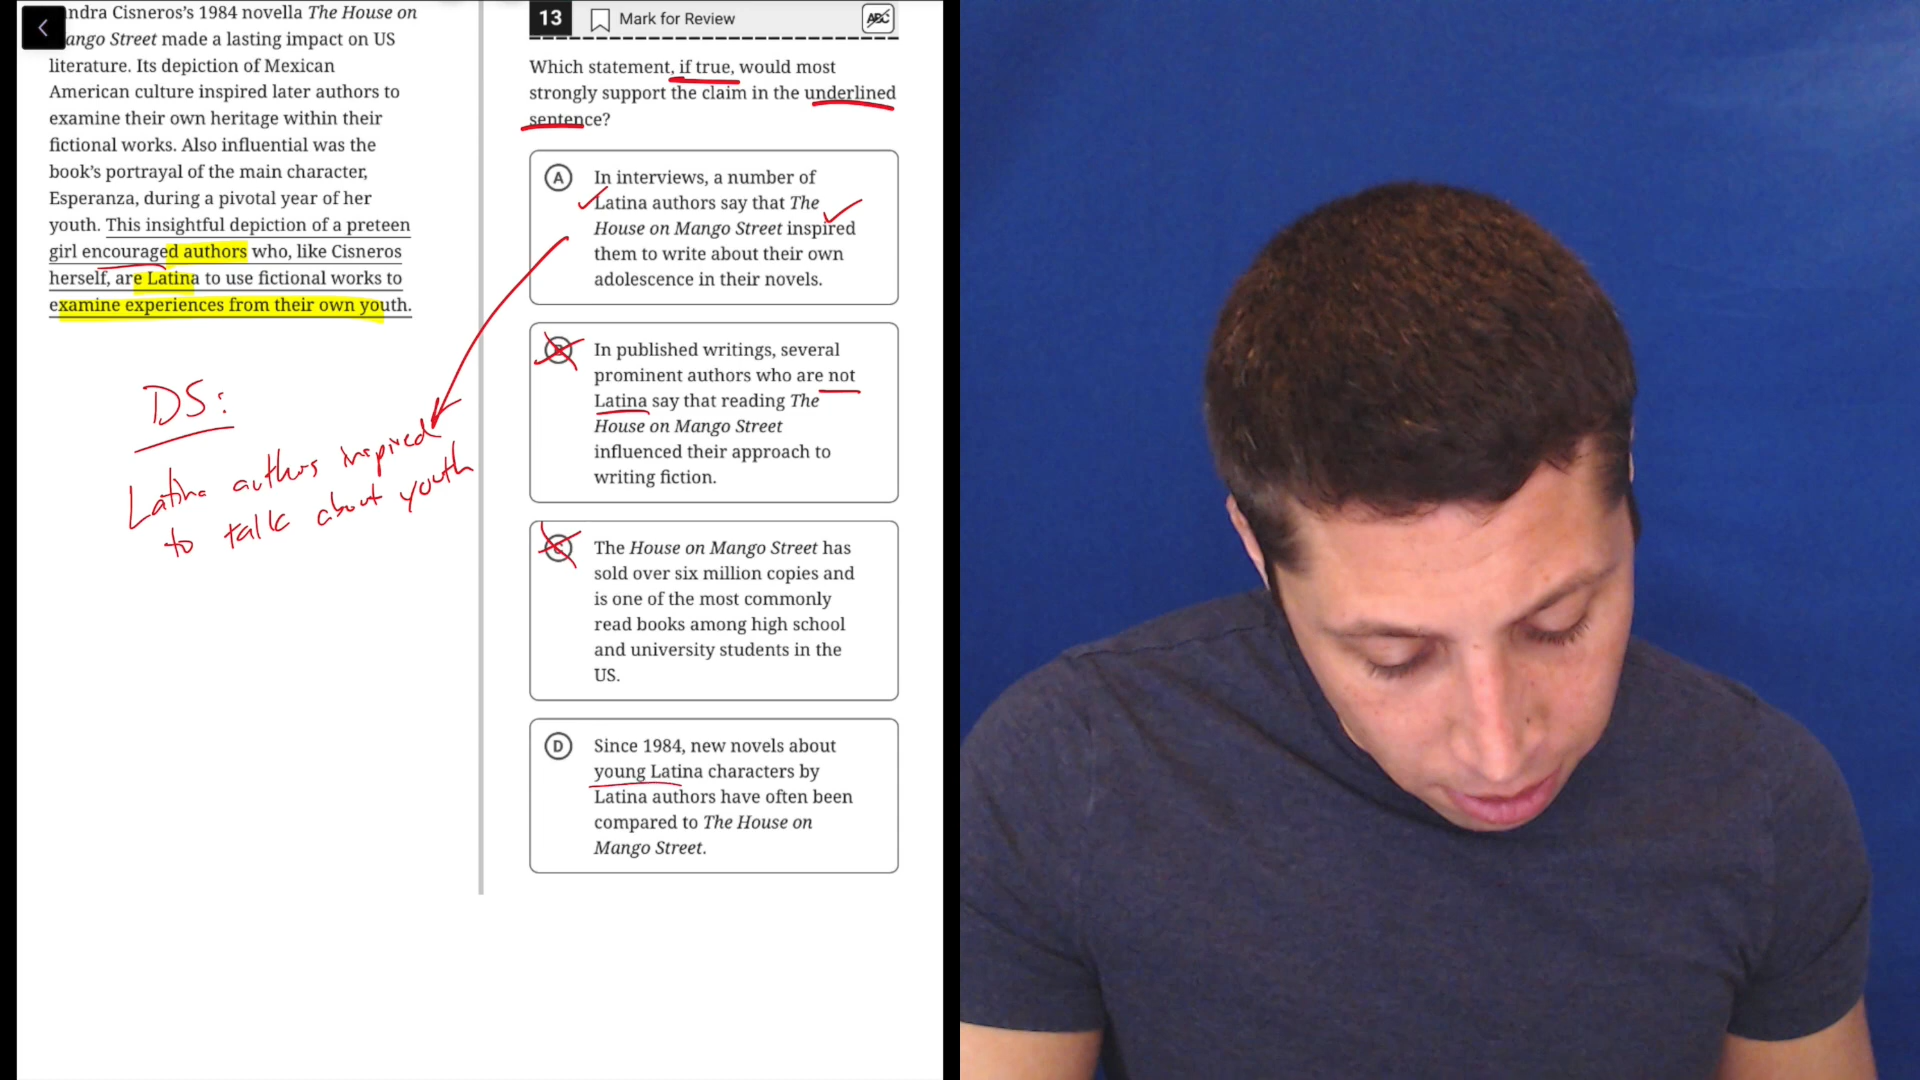 ndra Cisneros's 1984 novella The House on
ango Street made a lasting impact on US
literature. Its depiction of Mexican
American culture inspired later authors to
examine their own heritage within their
fictional works. Also influential was the
book's portrayal of the main character,
Esperanza, during a pivotal year of her
youth. This insightful depiction of a preteen
girl encouraged authors who, like Cisneros
herself, are Latina to use fictional works to
examine experiences from their own youth.
DS:
Latina authors inspired
to talk about youth
13 Mark for Review ABC
Which statement, if true, would most
strongly support the claim in the underlined
sentence?
A In interviews, a number of
Latina authors say that The
House on Mango Street inspired
them to write about their own
adolescence in their novels.
B In published writings, several
prominent authors who are not
Latina say that reading The
House on Mango Street
influenced their approach to
writing fiction.
C The House on Mango Street has
sold over six million copies and
is one of the most commonly
read books among high school
and university students in the
US.
D Since 1984, new novels about
young Latina characters by
Latina authors have often been
compared to The House on
Mango Street.